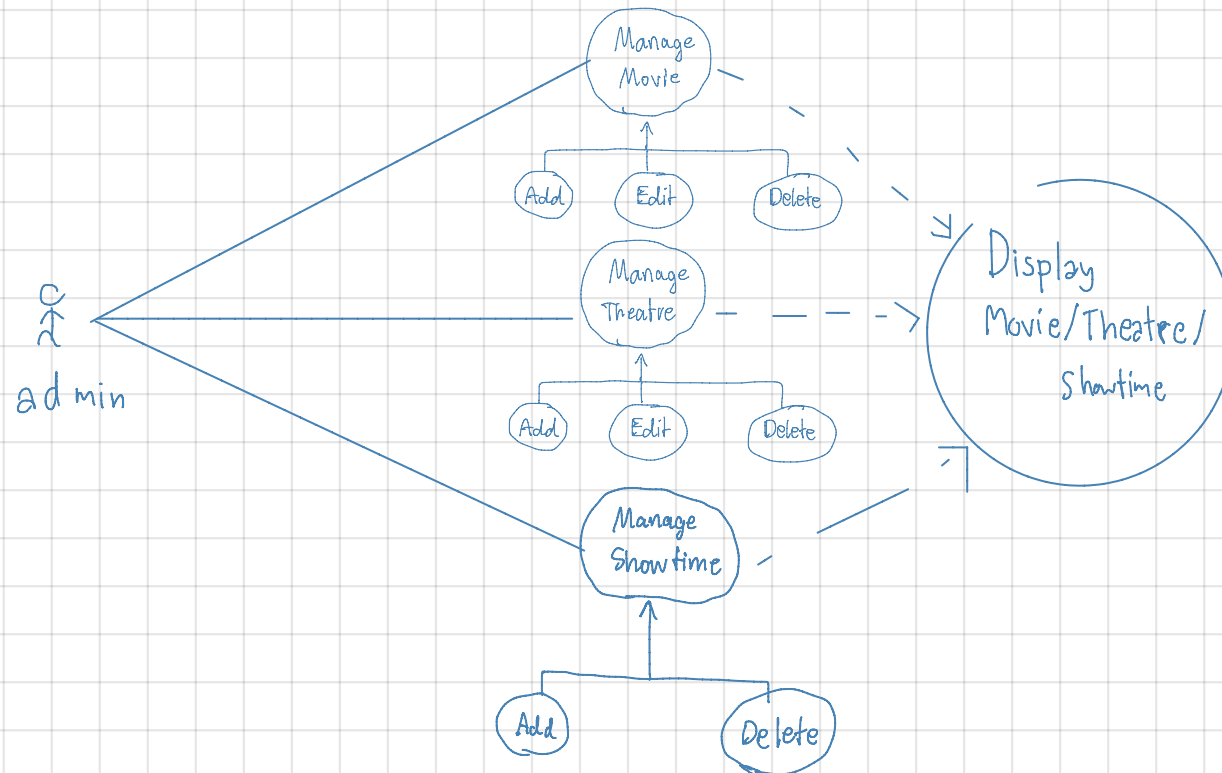 Manage
Movie
Add
Edit
Delete
Manage
Theatre
Add
Edit
Delete
Manage
Showtime
Add
Delete
admin
Display
Movie/Theatre/
Showtime